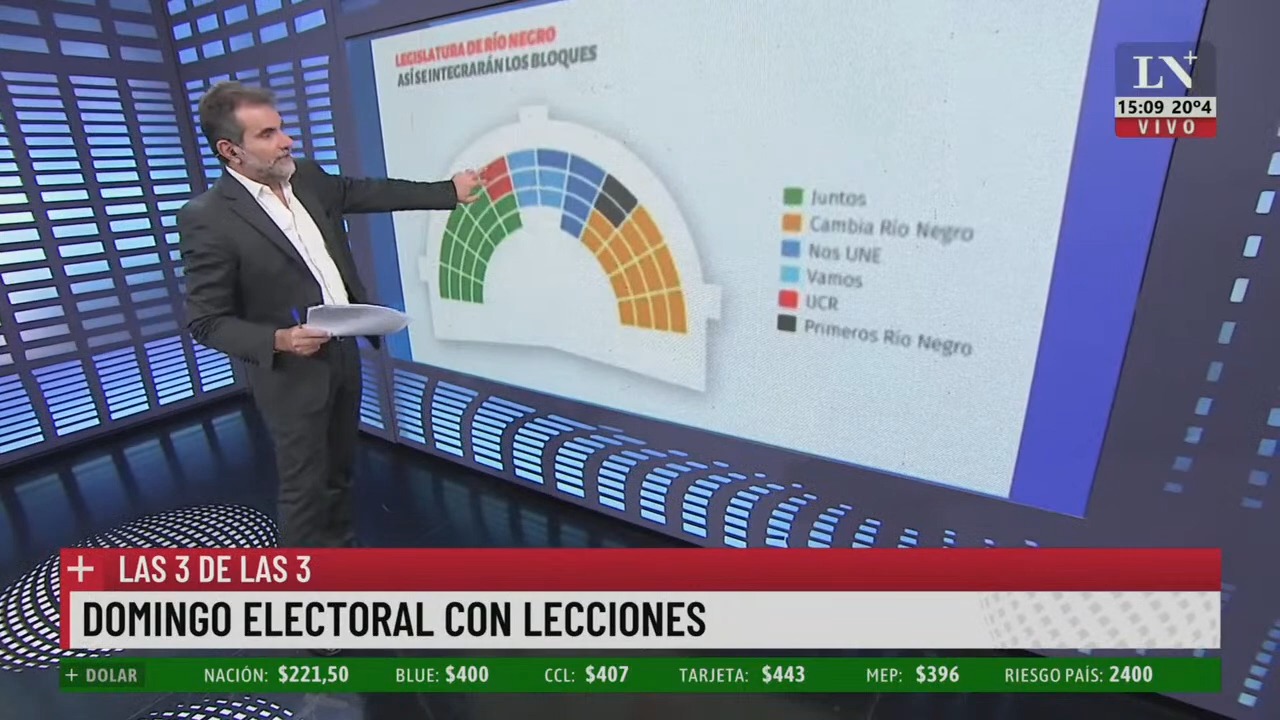 LEGISLATURA DE RÍO NEGRO
ASÍ SE INTEGRARÁN LOS BLOQUES
Juntos
Cambia Río Negro
Nos UNE
Vamos
UCR
Primeros Río Negro
LN+
15:09 20º4
VIVO
+ LAS 3 DE LAS 3
DOMINGO ELECTORAL CON LECCIONES
+ DOLAR NACIÓN: $221,50 BLUE: $400 CCL: $407 TARJETA: $443 MEP: $396 RIESGO PAÍS: 2400